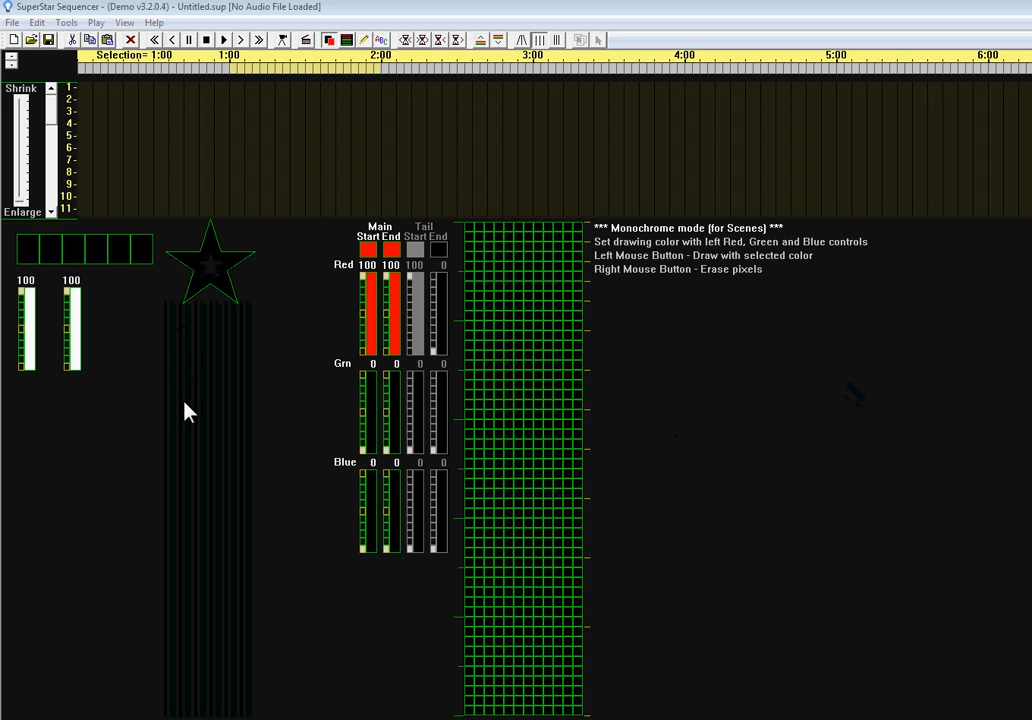 SuperStar Sequencer - (Demo v3.2.0.4) - Untitled.sup [No Audio File Loaded]
File Edit Tools Play View Help
ABC
Selection= 1:00 1:00 2:00 3:00 4:00 5:00 6:00
Shrink
1-
2-
3-
4-
5-
6-
7-
8-
9-
10-
11-
Enlarge
100 100
Main Tail
Start End Start End
Red 100 100 100 0
Grn 0 0 0 0
Blue 0 0 0 0
*** Monochrome mode (for Scenes) ***
Set drawing color with left Red, Green and Blue controls
Left Mouse Button - Draw with selected color
Right Mouse Button - Erase pixels